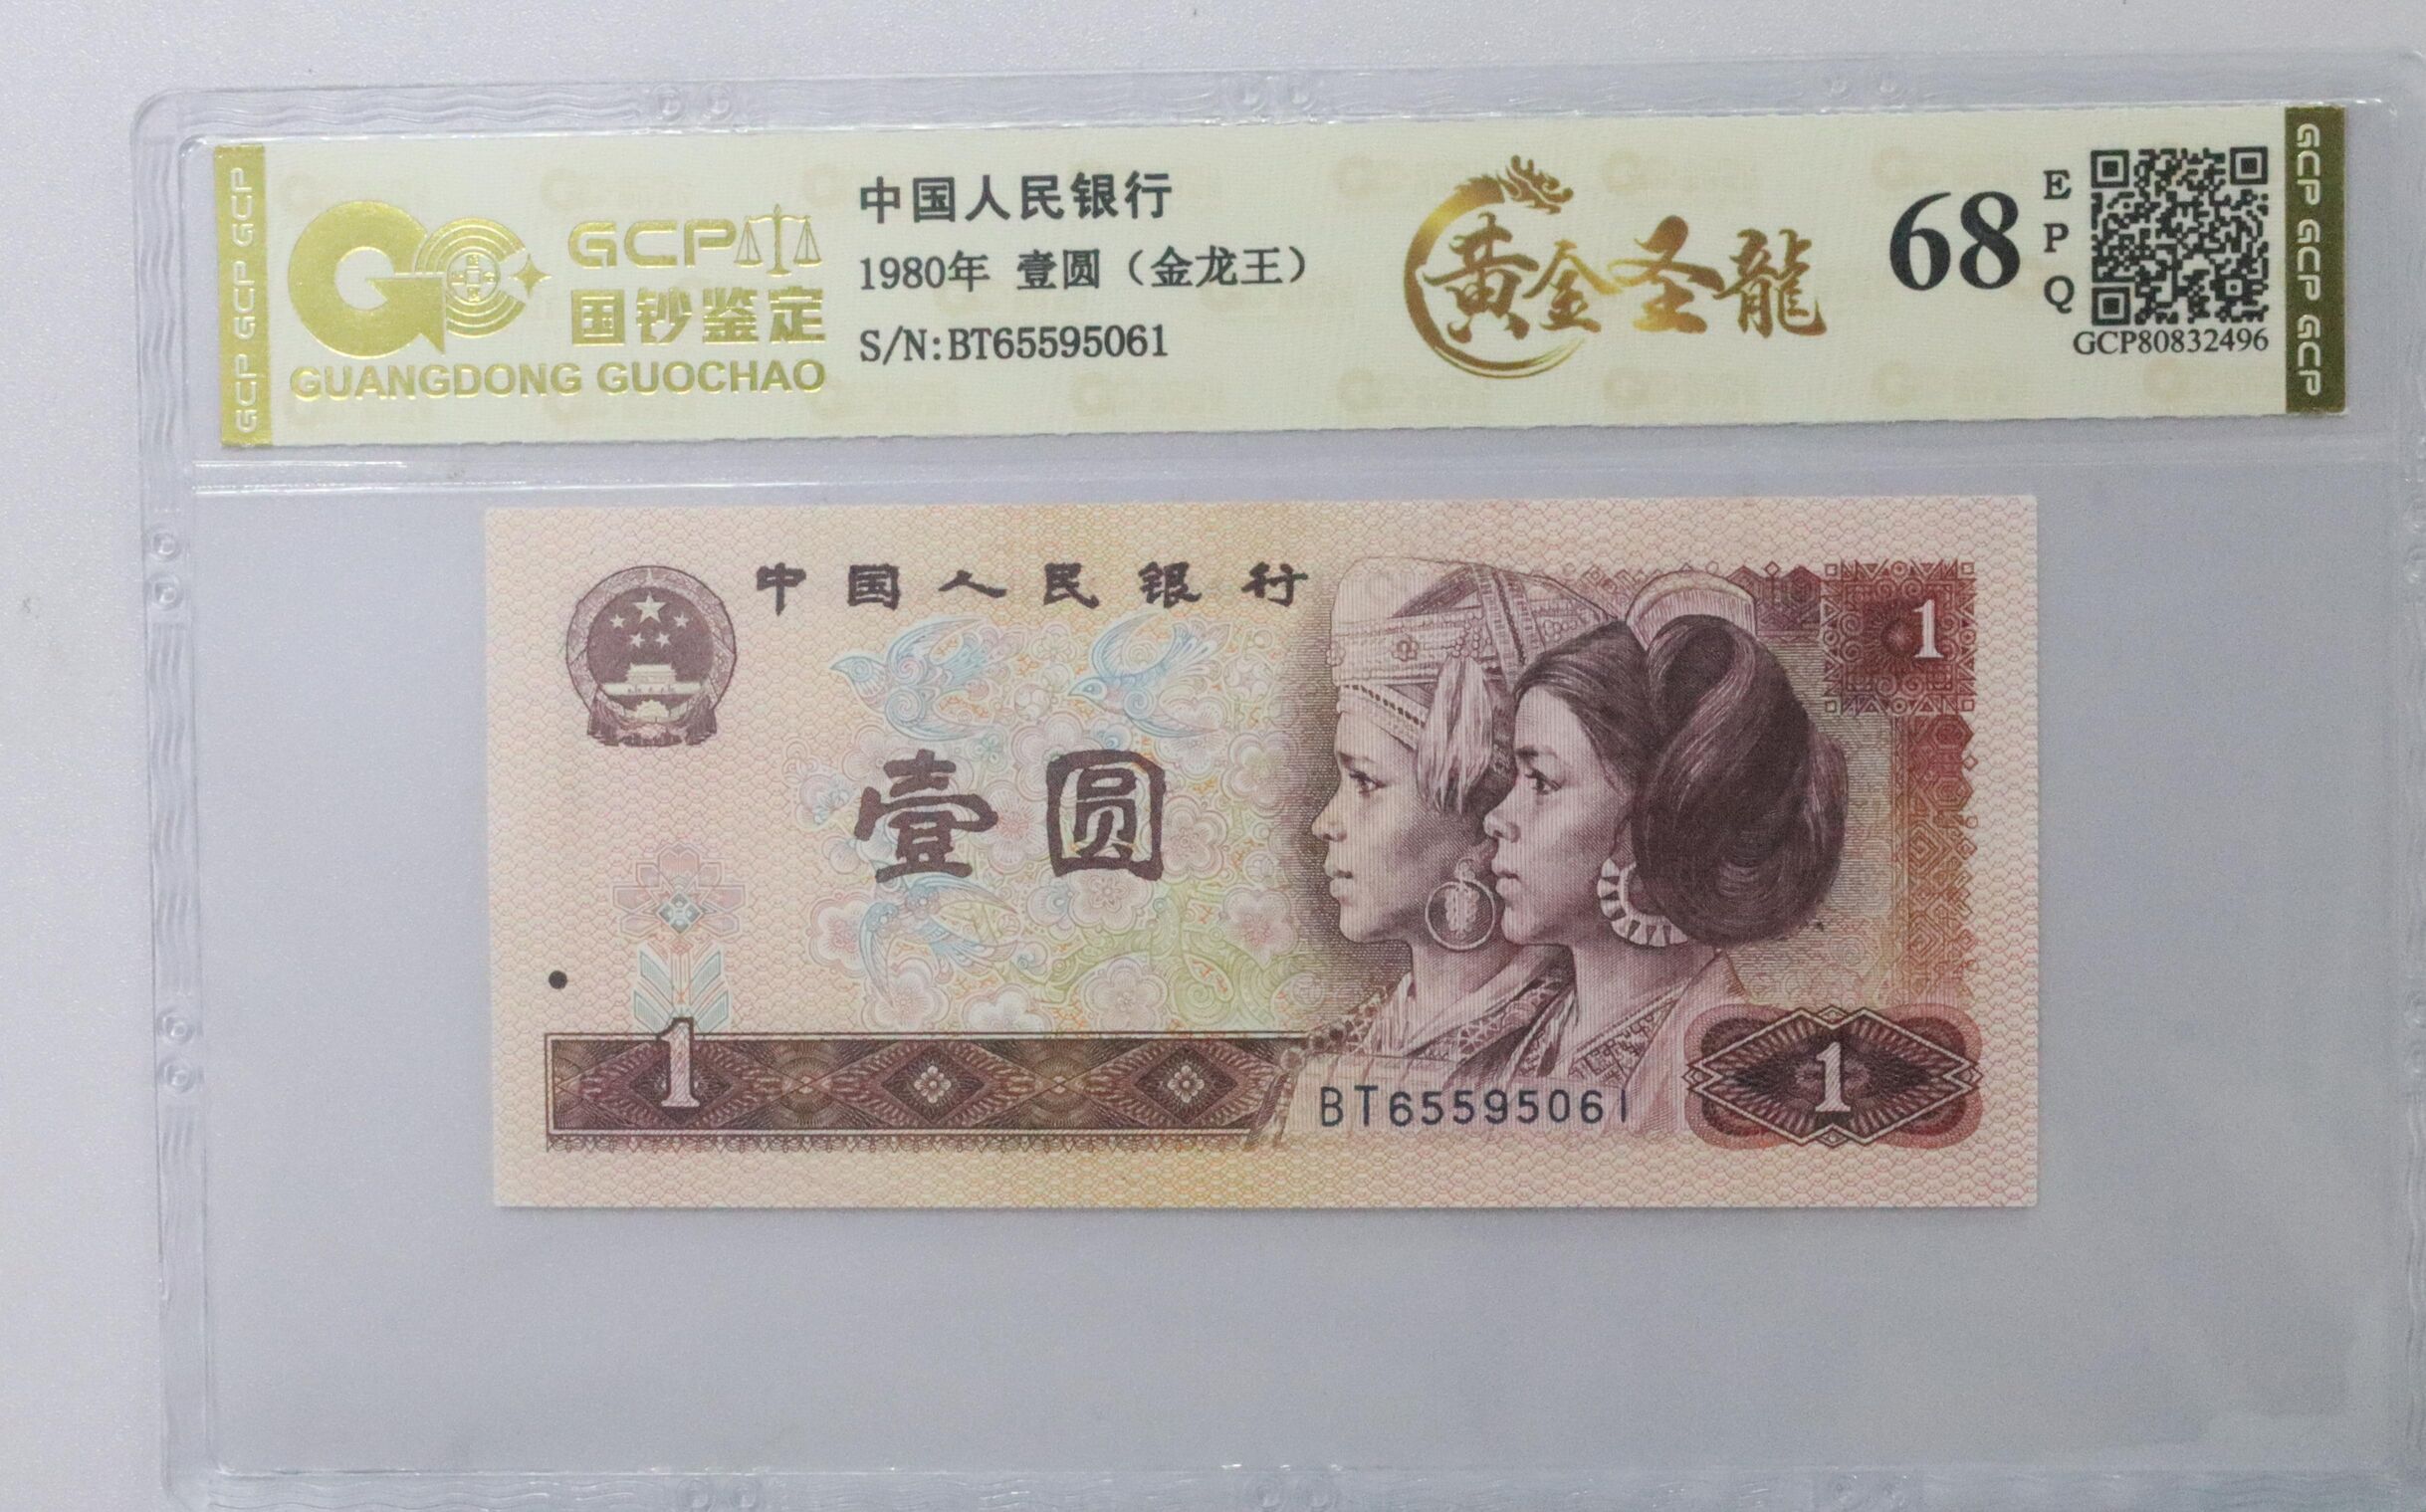 GCP GCP GCP
GCP
国钞鉴定
GUANGDONG GUOCHAO
中国人民银行
1980年 壹圆（金龙王）
S/N:BT65595061
黄金圣龍
68
EPQ
GCP80832496
GCP GCP GCP
中国人民银行
1
壹圆
1
BT65595061
1